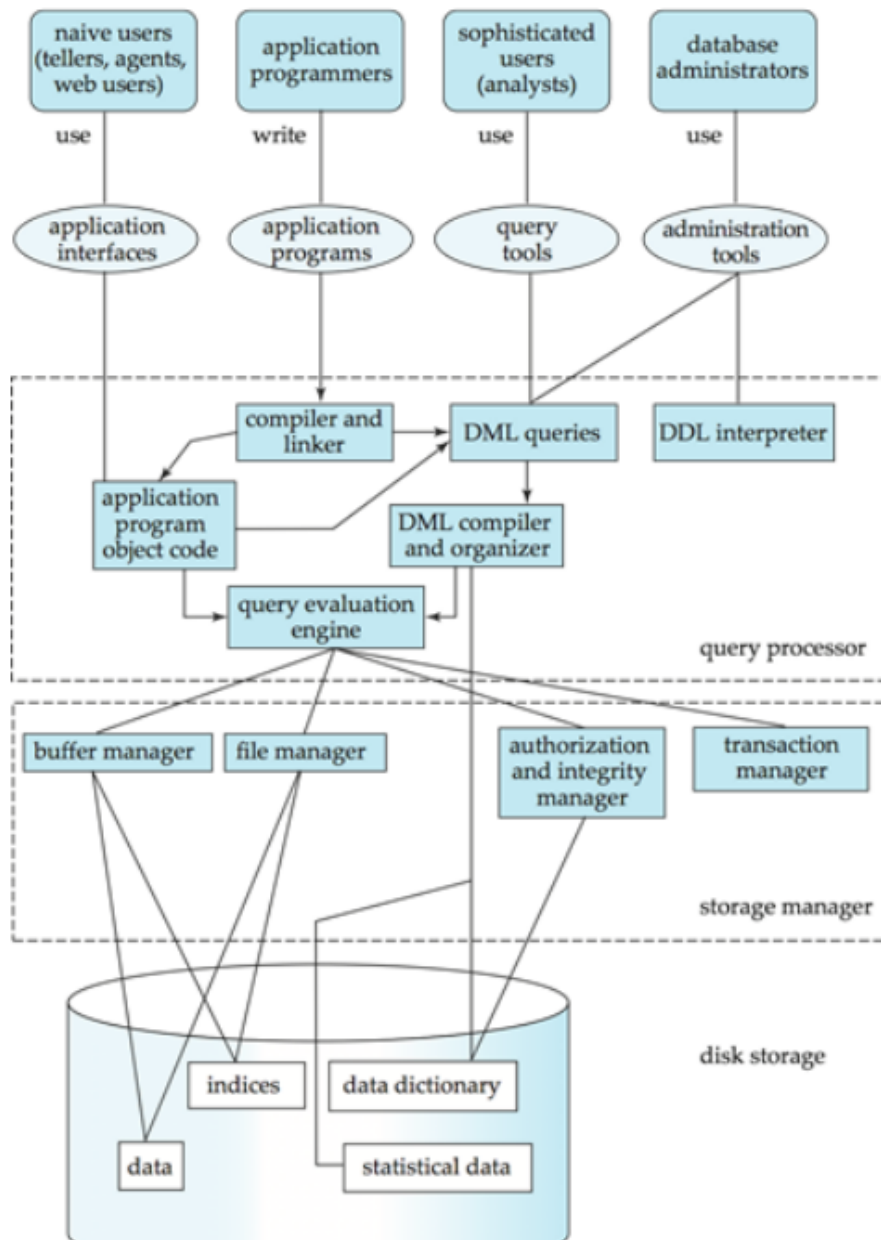 naive users
(tellers, agents,
web users)
application
programmers
sophisticated
users
(analysts)
database
administrators
use
write
use
use
application
interfaces
application
programs
query
tools
administration
tools
compiler and
linker
DML queries
DDL interpreter
application
program
object code
DML compiler
and organizer
query evaluation
engine
query processor
buffer manager
file manager
authorization
and integrity
manager
transaction
manager
storage manager
disk storage
indices
data dictionary
data
statistical data